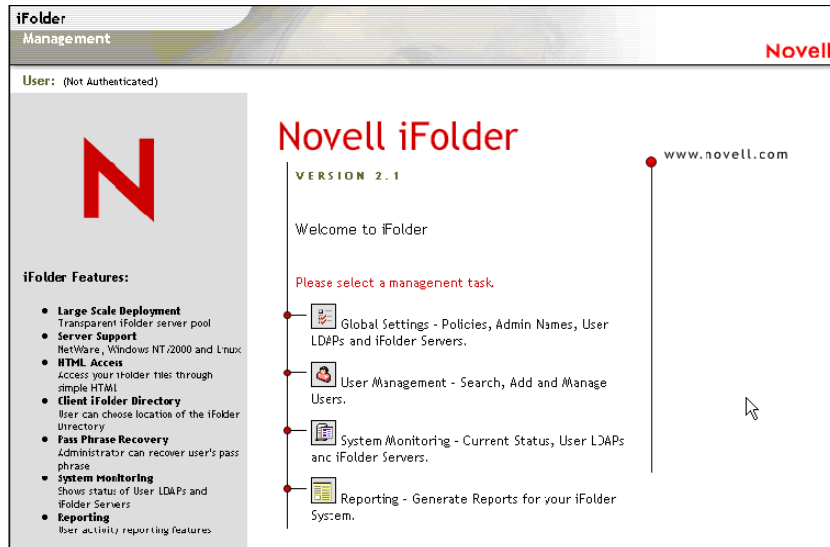 iFolder
Management
Novell
User: (Not Authenticated)
N
Novell iFolder
www.novell.com
VERSION 2.1
Welcome to iFolder
Please select a management task.
Global Settings - Policies, Admin Names, User
LDAPs and iFolder Servers.
User Management - Search, Add and Manage
Users.
System Monitoring - Current Status, User LDAPs
and iFolder Servers.
Reporting - Generate Reports for your iFolder
System.
iFolder Features:
Large Scale Deployment
Transparent iFolder server pool
Server Support
NetWare, Windows NT/2000 and Linux
HTML Access
Access your iFolder files through
simple HTML
Client iFolder Directory
User can choose location of the iFolder
Directory
Pass Phrase Recovery
Administrator can recover user's pass
phrase
System Monitoring
Shows status of User LDAPs and
iFolder Servers
Reporting
User activity reporting features